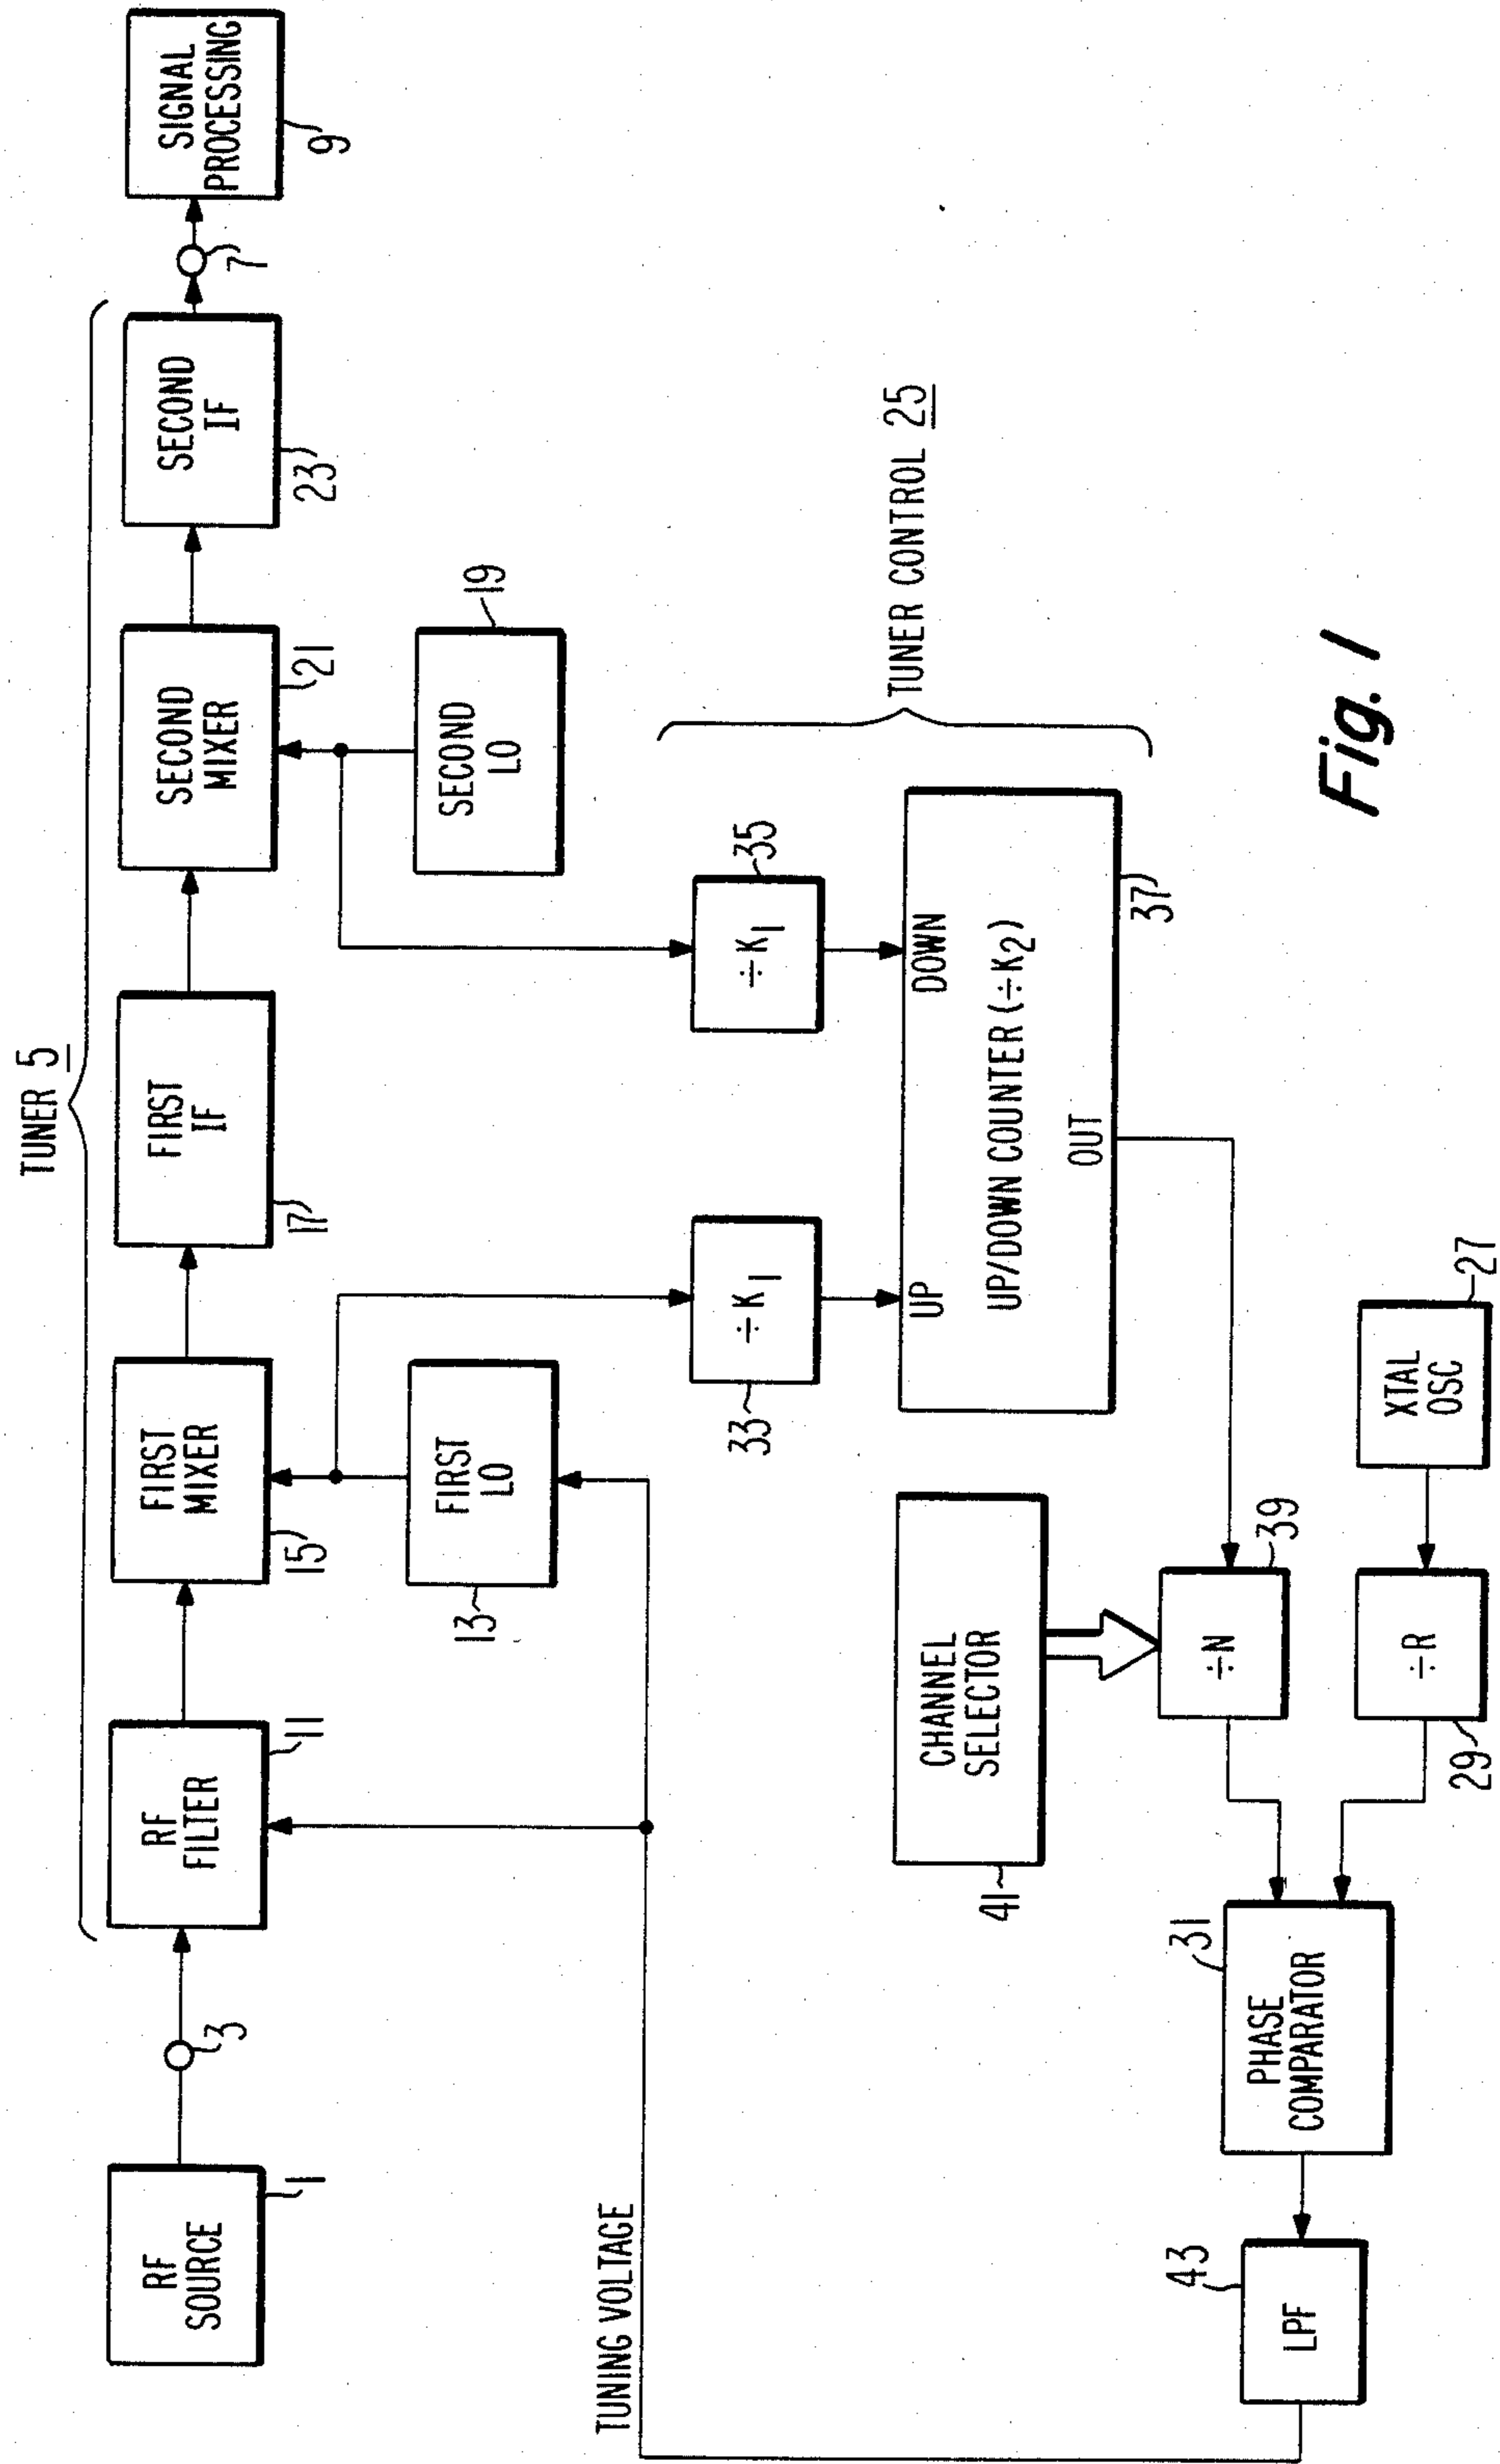 TUNER 5
RF
SOURCE
1
3
RF
FILTER
11
FIRST
MIXER
15
FIRST
IF
17
SECOND
MIXER
21
SECOND
IF
23
7
SIGNAL
PROCESSING
9
FIRST
LO
13
SECOND
LO
19
TUNING VOLTAGE
÷K1
33
÷K1
35
TUNER CONTROL 25
UP
DOWN
UP/DOWN COUNTER (÷K2)
OUT
37
CHANNEL
SELECTOR
41
÷N
39
XTAL
OSC
27
÷R
29
PHASE
COMPARATOR
31
LPF
43
Fig. 1